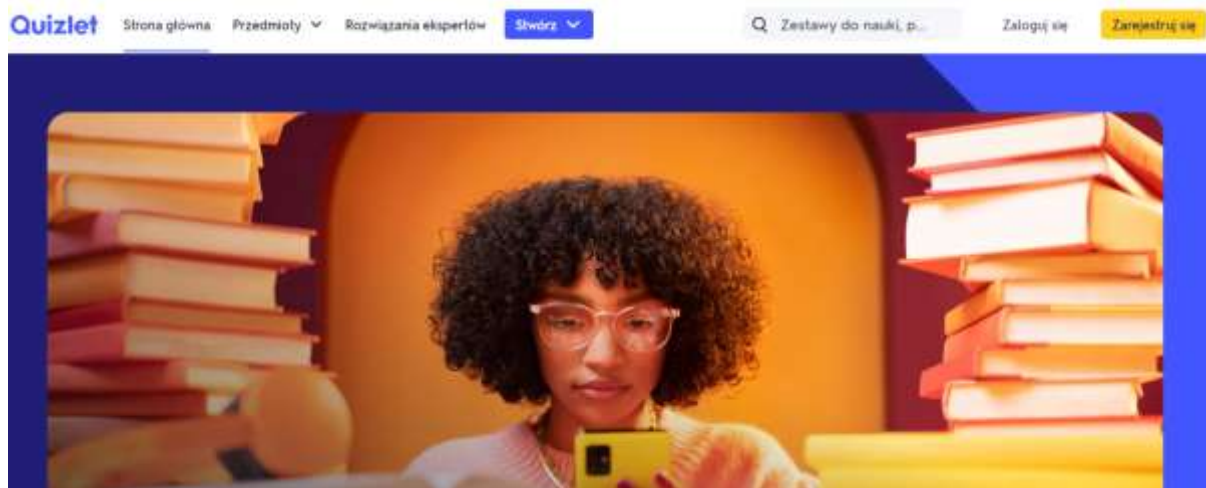 Quizlet Strona główna Przedmioty Rozwiązania ekspertów Stwórz Zestawy do nauki, p... Zaloguj się Zarejestruj się